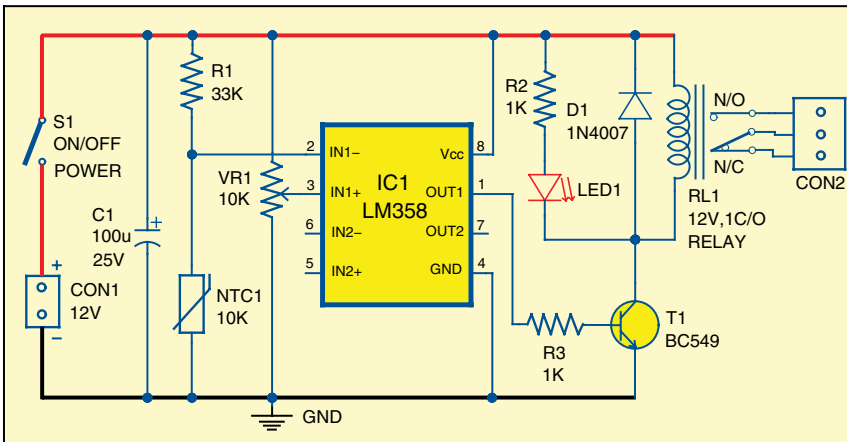 S1
ON/OFF
POWER
C1
100u
25V
+
+
CON1
12V
−
R1
33K
NTC1
10K
VR1
10K
GND
2
IN1−
3
IN1+
6
IN2−
5
IN2+
IC1
LM358
Vcc
8
OUT1
1
OUT2
7
GND
4
R2
1K
LED1
D1
1N4007
R3
1K
T1
BC549
N/O
N/C
RL1
12V,1C/O
RELAY
CON2